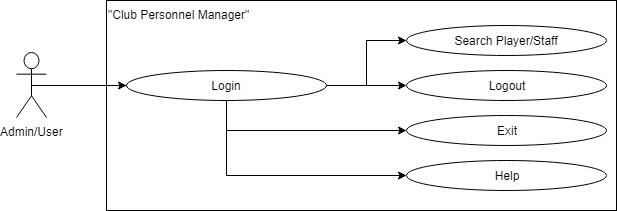 "Club Personnel Manager"
Search Player/Staff
Login
Logout
Admin/User
Exit
Help